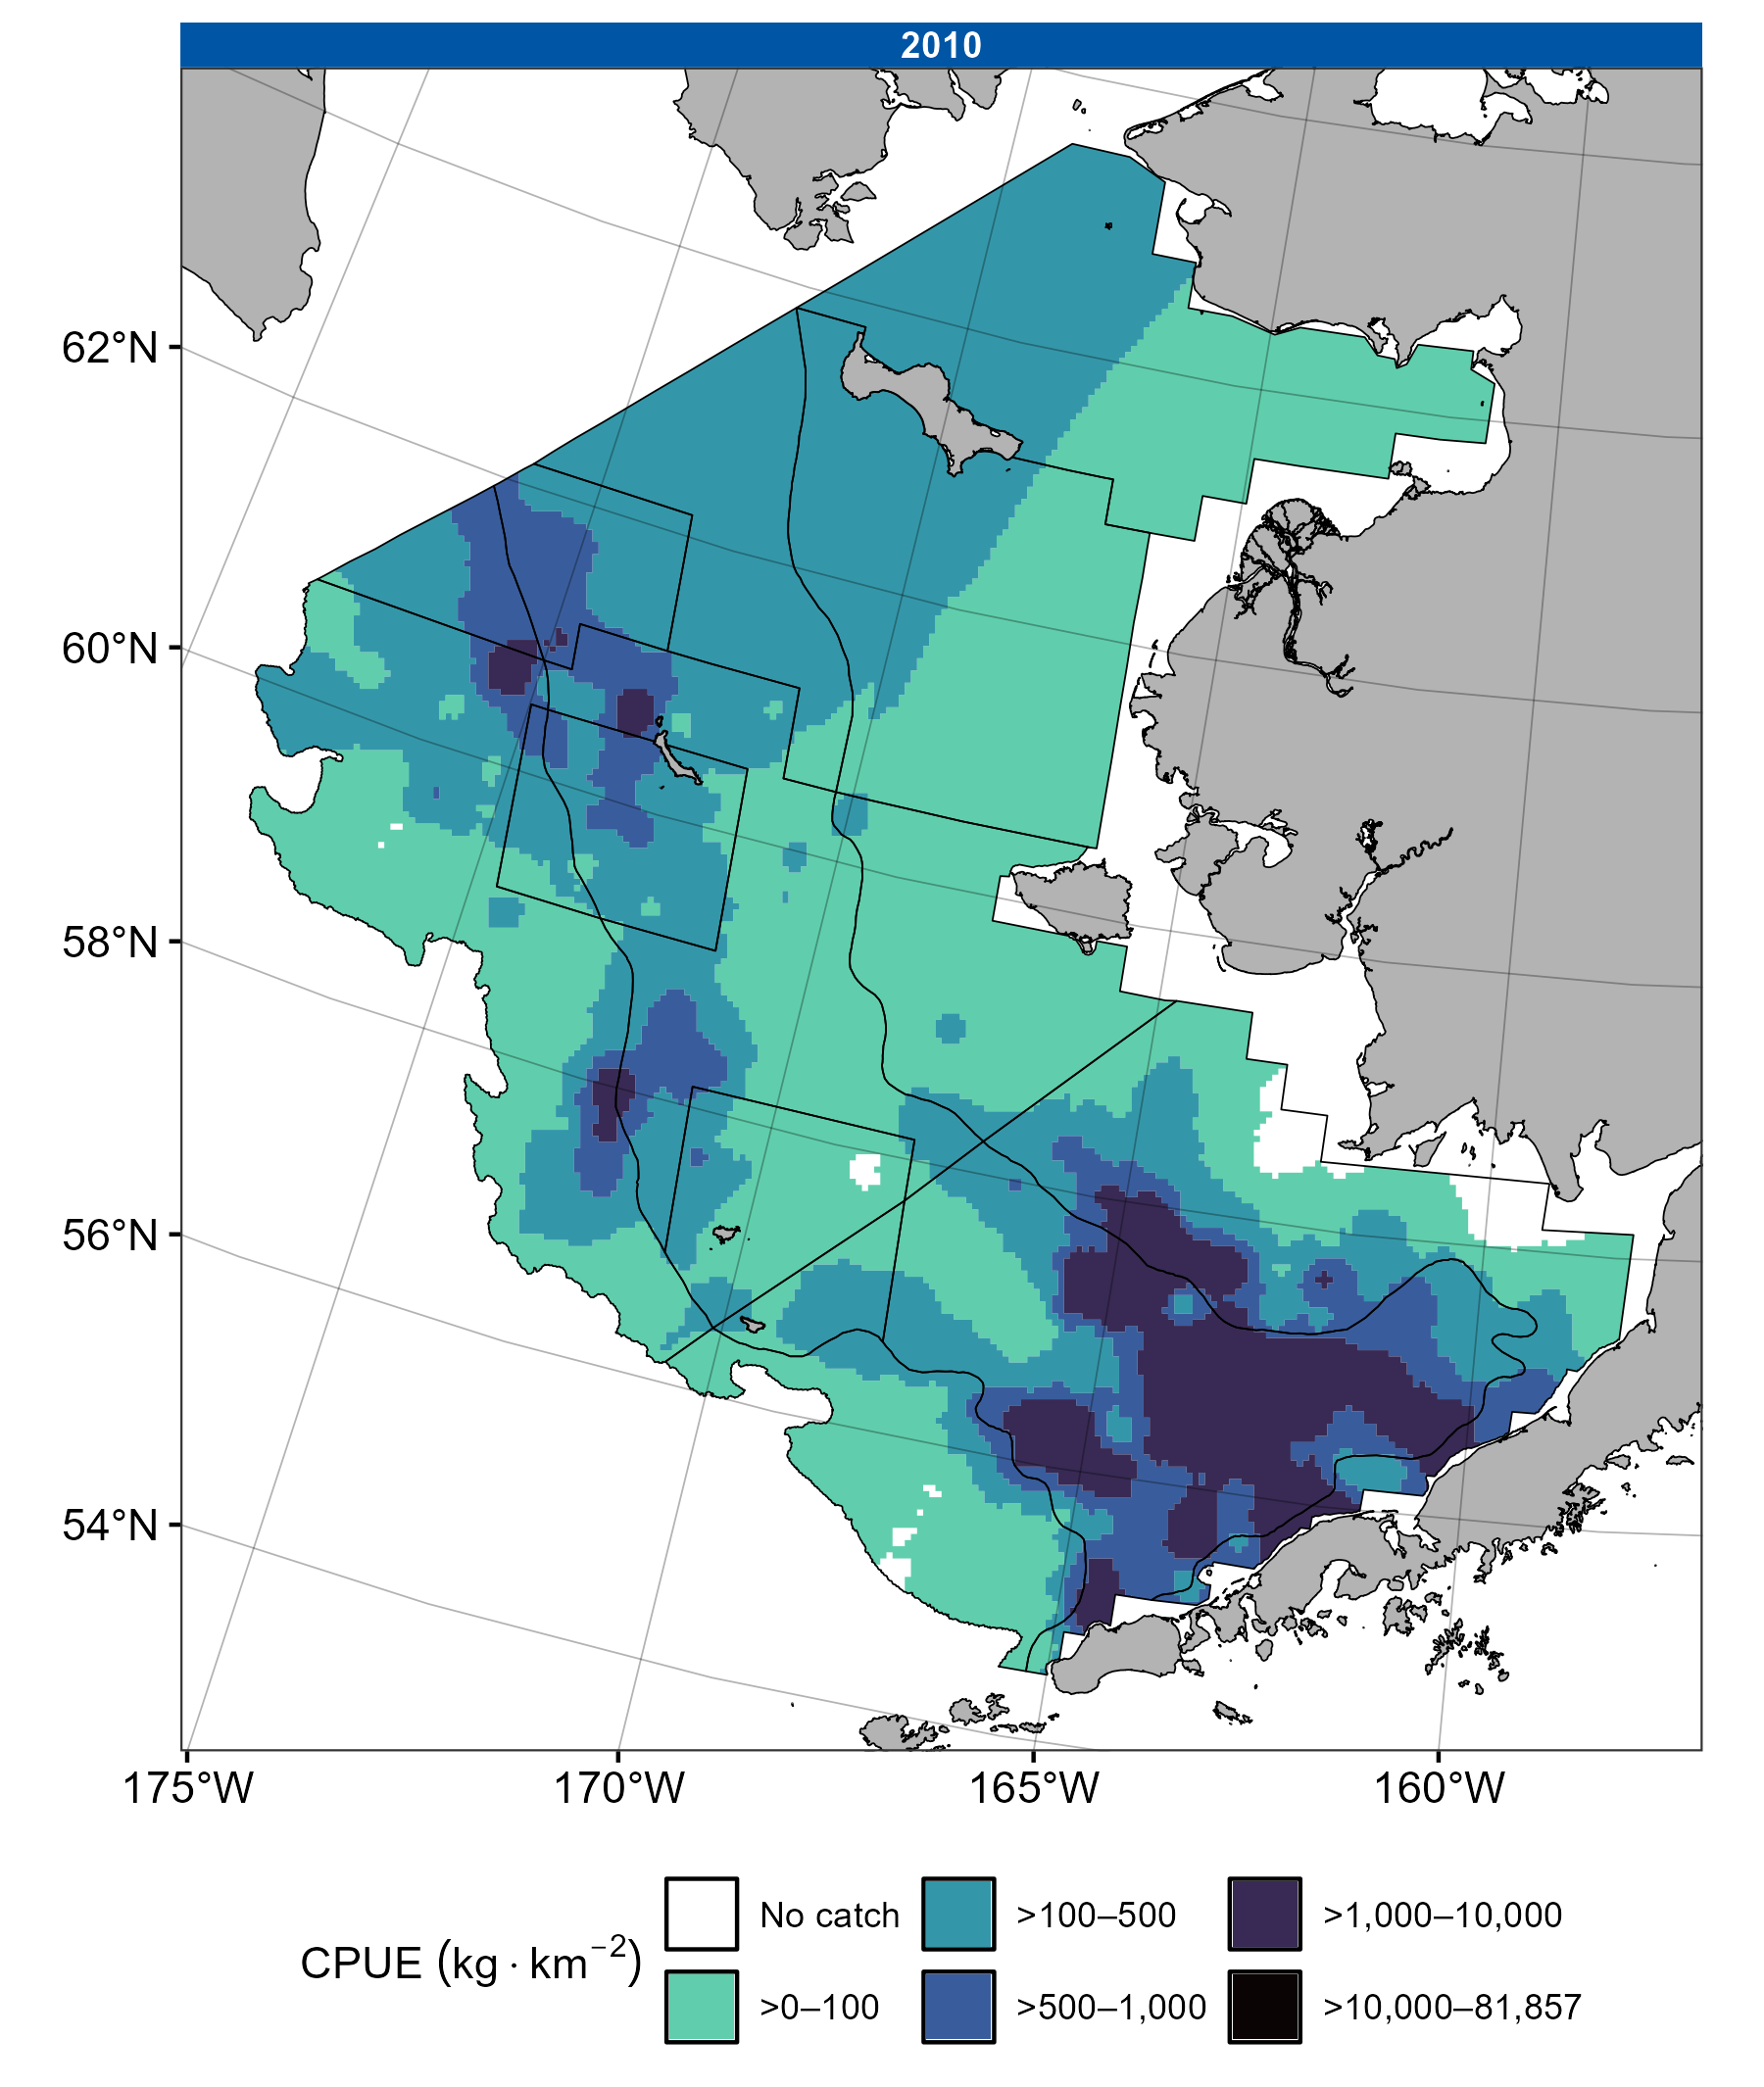 2010
62°N
60°N
58°N
56°N
54°N
175°W 170°W 165°W 160°W
CPUE (kg · km⁻²)
No catch >100–500 >1,000–10,000
>0–100 >500–1,000 >10,000–81,857